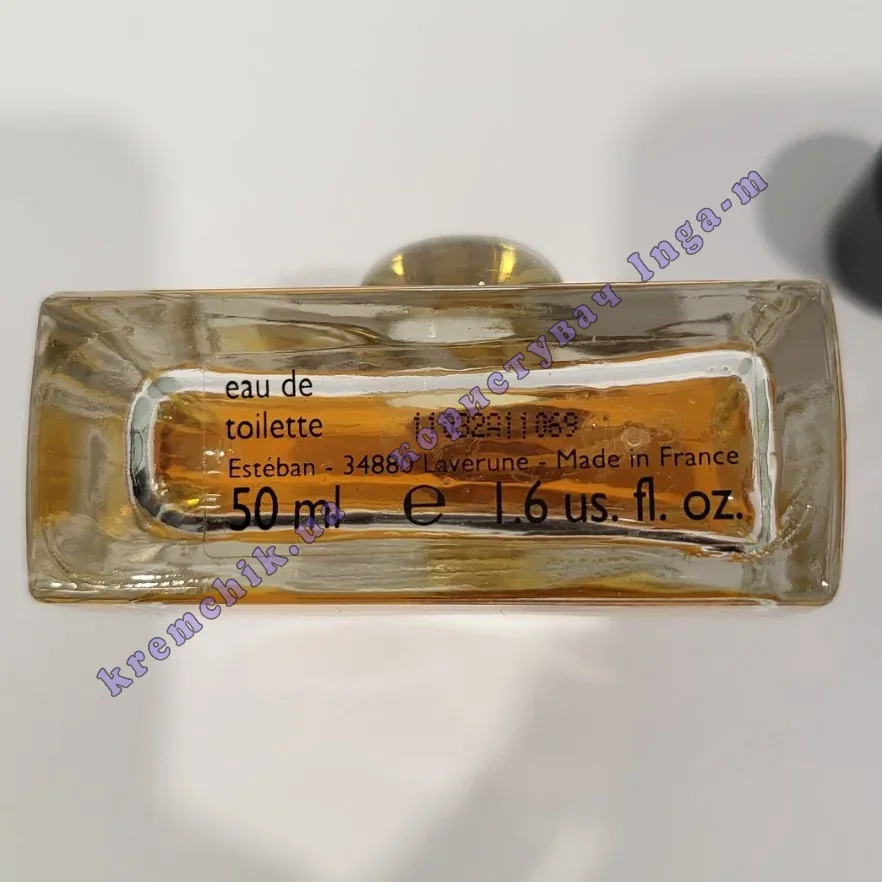 eau de
toilette
Estéban - 34880 Laverune - Made in France
50 ml e 1.6 us. fl. oz.
kremchik.ua користувач Inga-m